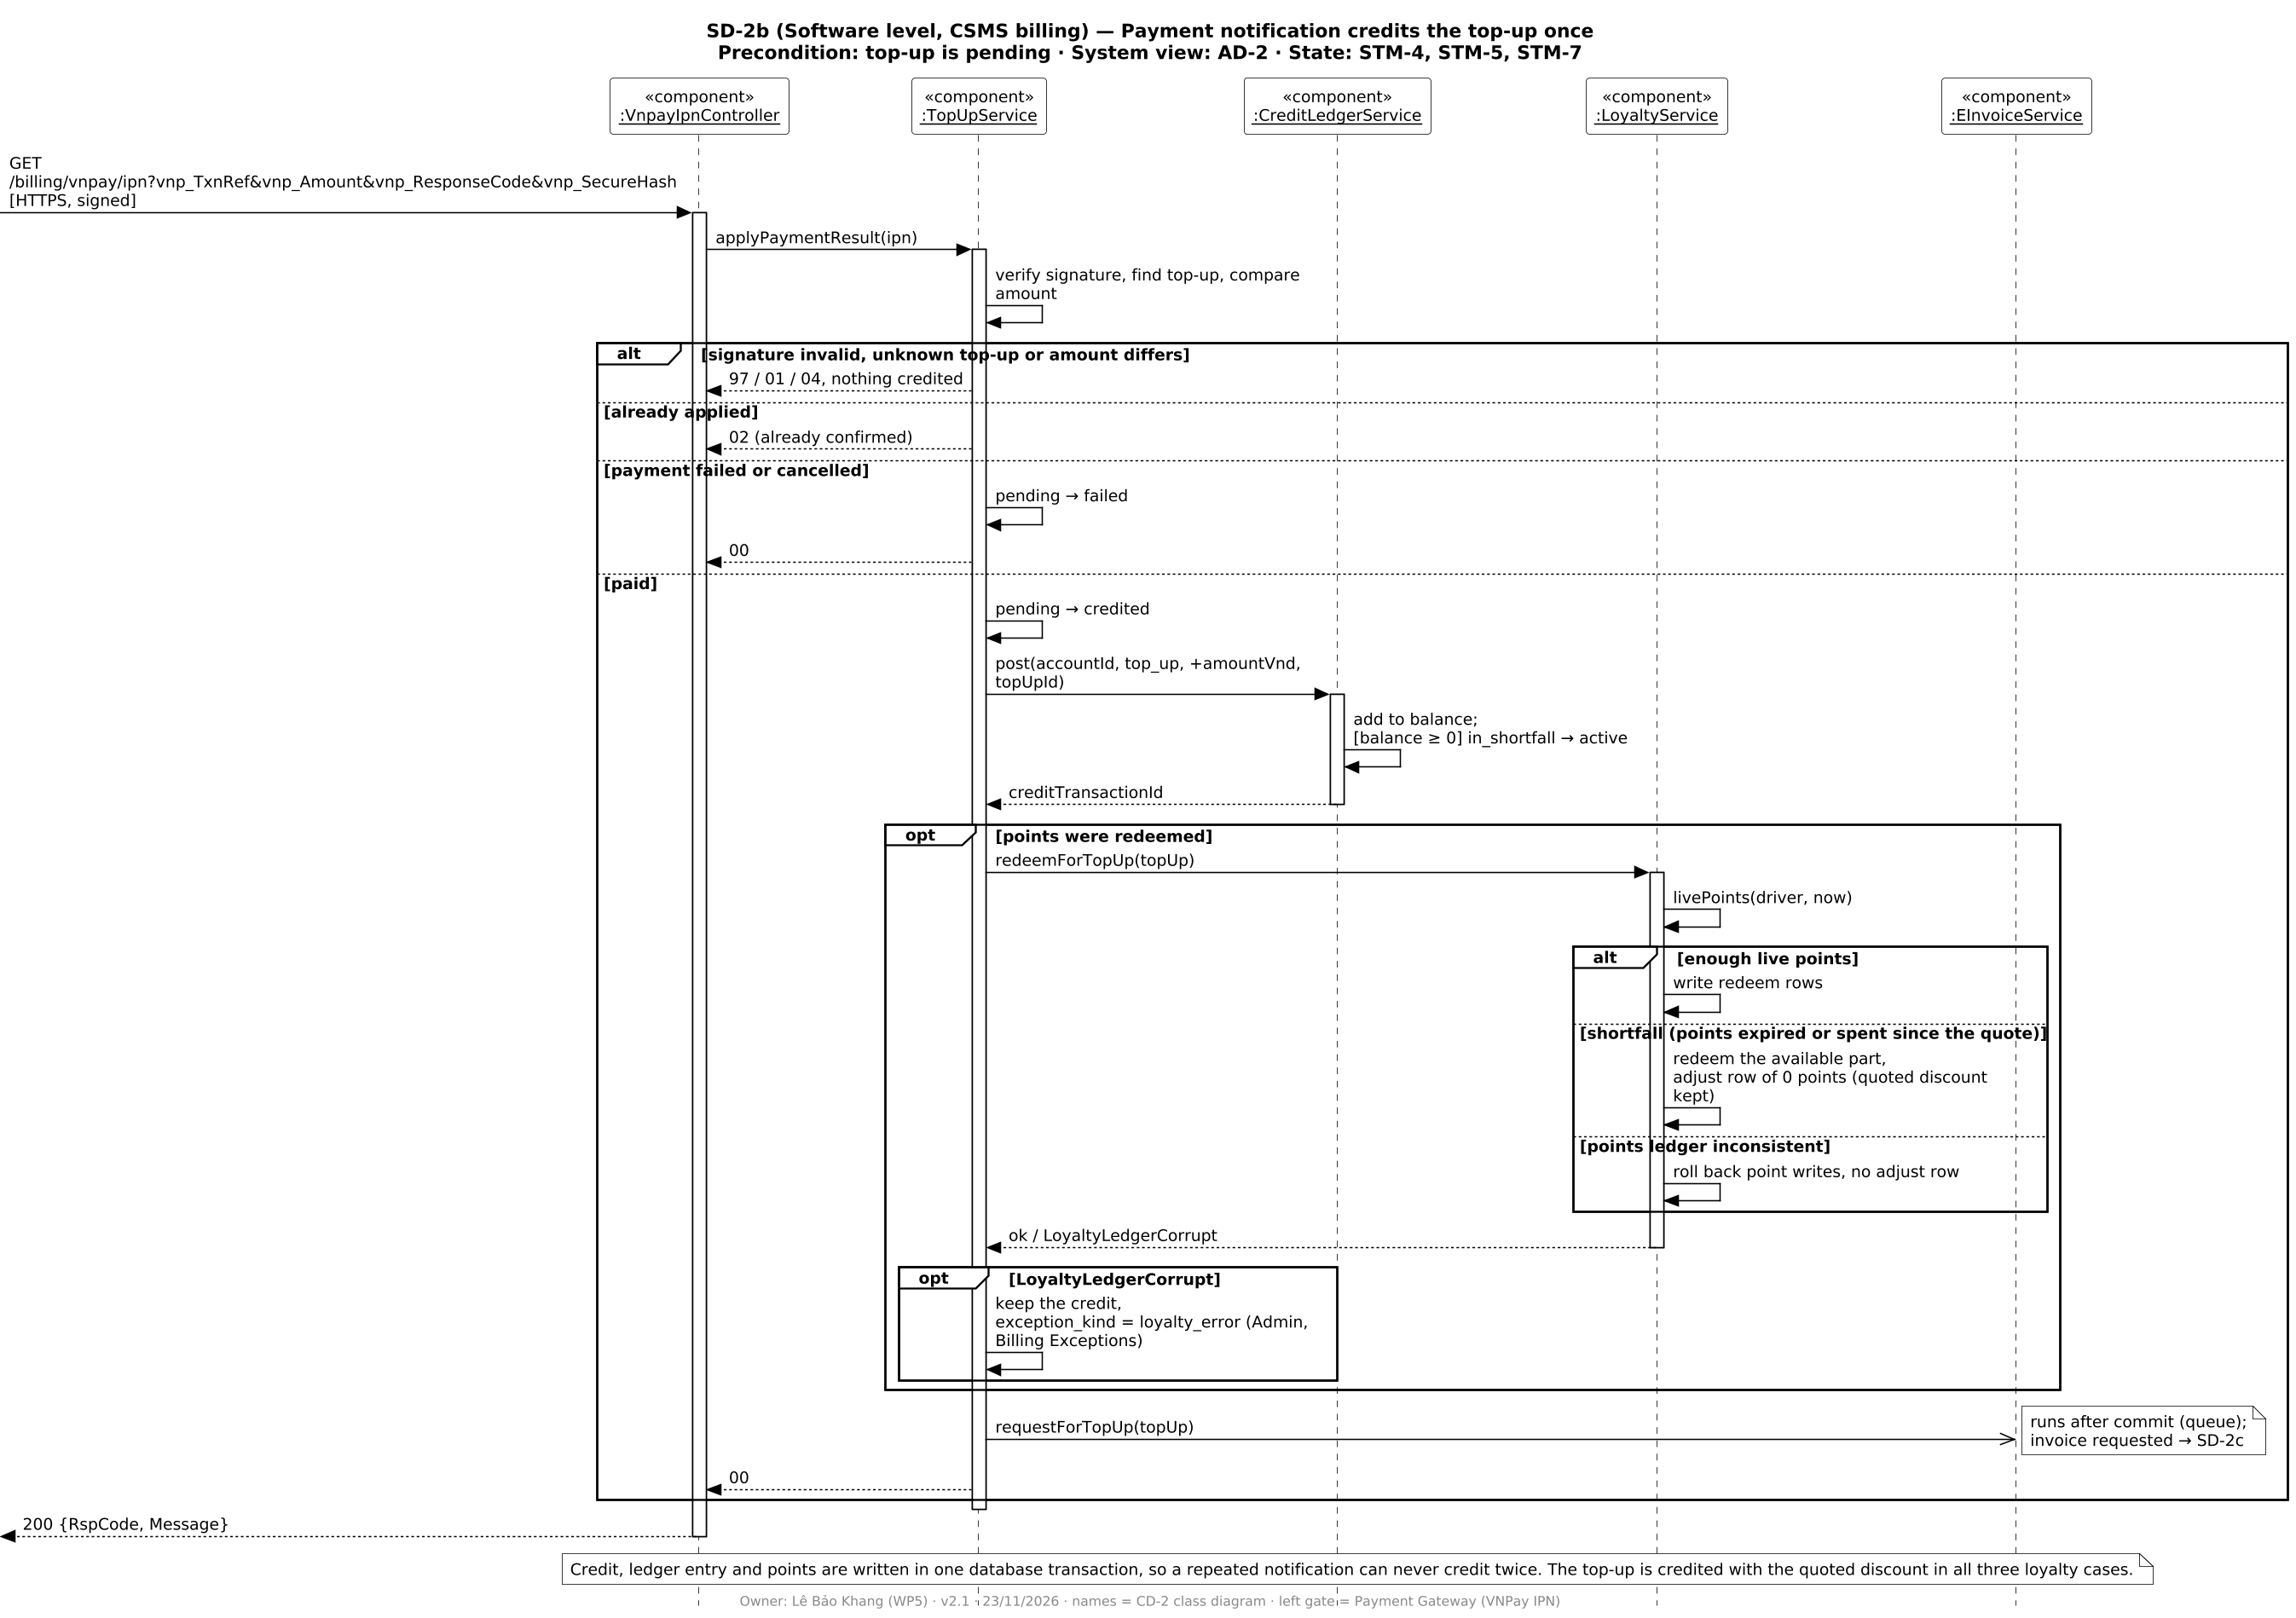 SD-2b (Software level, CSMS billing) — Payment notification credits the top-up once
Precondition: top-up is pending · System view: AD-2 · State: STM-4, STM-5, STM-7
«component»
:VnpayIpnController
«component»
:TopUpService
«component»
:CreditLedgerService
«component»
:LoyaltyService
«component»
:EInvoiceService
GET
/billing/vnpay/ipn?vnp_TxnRef&vnp_Amount&vnp_ResponseCode&vnp_SecureHash
[HTTPS, signed]
applyPaymentResult(ipn)
verify signature, find top-up, compare
amount
alt [signature invalid, unknown top-up or amount differs]
97 / 01 / 04, nothing credited
[already applied]
02 (already confirmed)
[payment failed or cancelled]
pending → failed
00
[paid]
pending → credited
post(accountId, top_up, +amountVnd,
topUpId)
add to balance;
[balance ≥ 0] in_shortfall → active
creditTransactionId
opt [points were redeemed]
redeemForTopUp(topUp)
livePoints(driver, now)
alt [enough live points]
write redeem rows
[shortfall (points expired or spent since the quote)]
redeem the available part,
adjust row of 0 points (quoted discount
kept)
[points ledger inconsistent]
roll back point writes, no adjust row
ok / LoyaltyLedgerCorrupt
opt [LoyaltyLedgerCorrupt]
keep the credit,
exception_kind = loyalty_error (Admin,
Billing Exceptions)
requestForTopUp(topUp)
runs after commit (queue);
invoice requested → SD-2c
00
200 {RspCode, Message}
Credit, ledger entry and points are written in one database transaction, so a repeated notification can never credit twice. The top-up is credited with the quoted discount in all three loyalty cases.
Owner: Lê Bảo Khang (WP5) · v2.1 · 23/11/2026 · names = CD-2 class diagram · left gate = Payment Gateway (VNPay IPN)